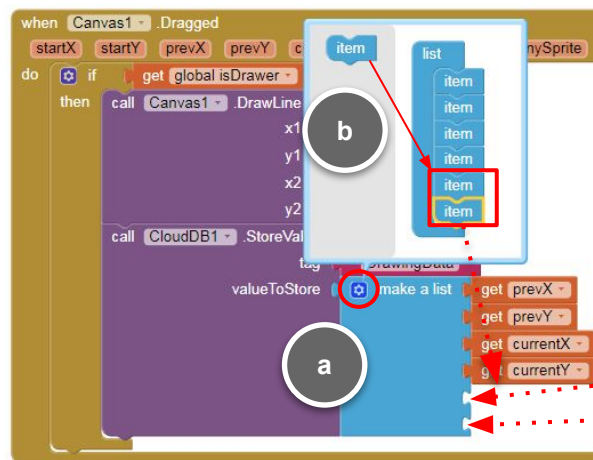 when Canvas1 .Dragged
startX startY prevX prevY
do if get global isDrawer
then call Canvas1 .DrawLine
x1
y1
x2
y2
call CloudDB1
tag DrawingData
valueToStore make a list get prevX
get prevY
get currentX
get currentY
item
list
item
item
item
item
item
item
b
a